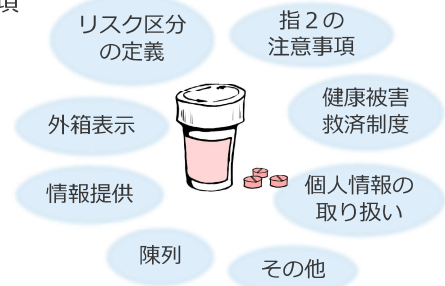 項
リスク区分
の定義
指２の
注意事項
外箱表示
健康被害
救済制度
情報提供
個人情報の
取り扱い
陳列
その他